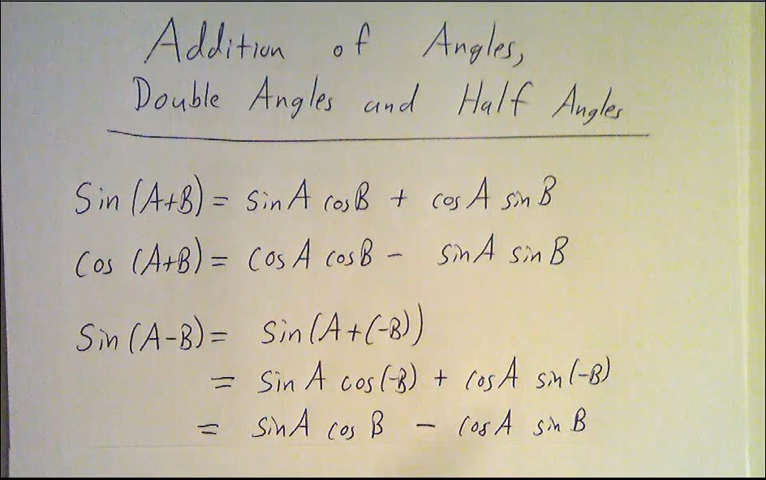 Addition of Angles,
Double Angles and Half Angles
Sin (A+B) = sin A cos B + cos A sin B
Cos (A+B) = cos A cos B - sin A sin B
Sin (A-B) = Sin (A+(-B))
= Sin A cos(-B) + cos A sin(-B)
= sin A cos B - cos A sin B